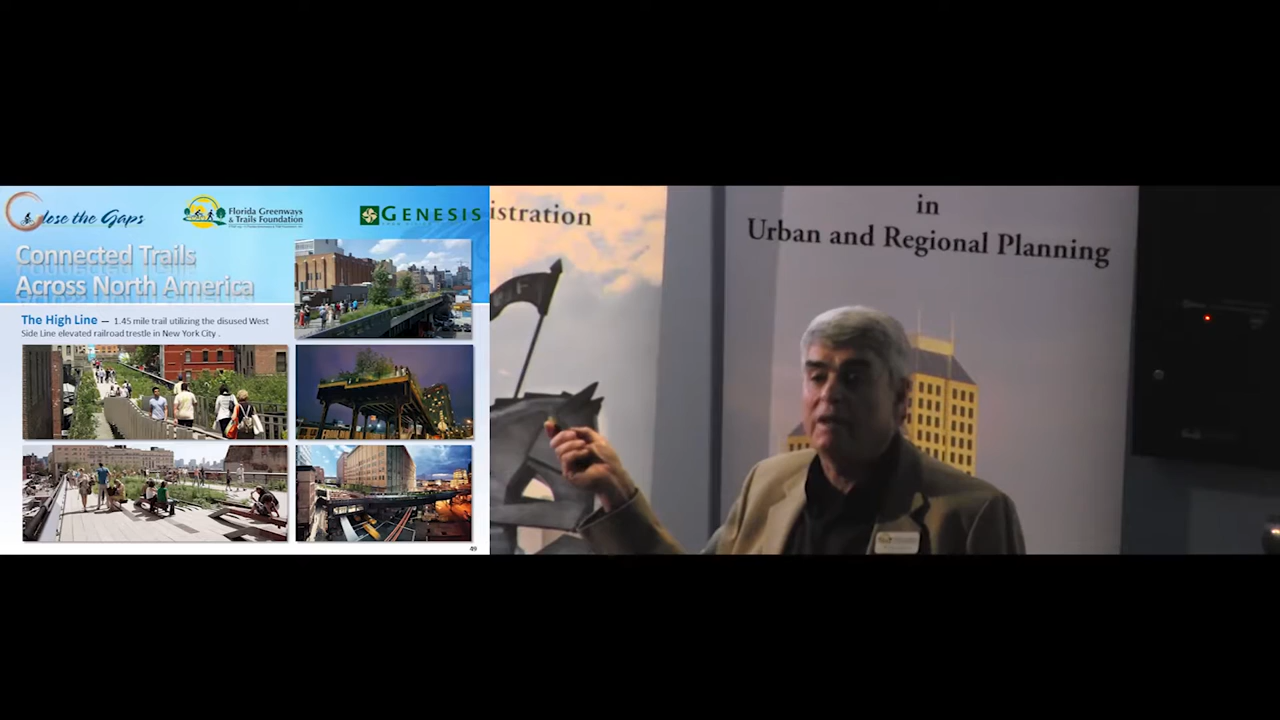 Close the Gaps
Florida Greenways
& Trails Foundation
GENESIS
Connected Trails
Across North America
The High Line — 1.45 mile trail utilizing the disused West
Side Line elevated railroad trestle in New York City .
49
istration
in
Urban and Regional Planning